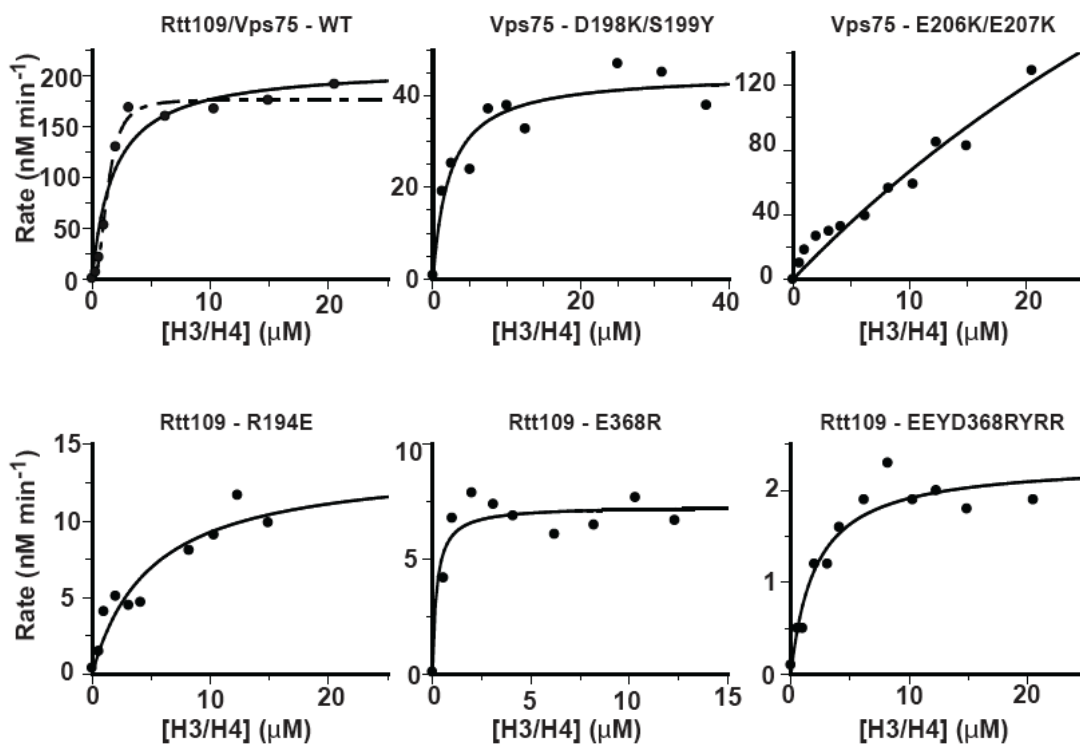 Rtt109/Vps75 - WT
Vps75 - D198K/S199Y
Vps75 - E206K/E207K
Rate (nM min-1)
200
150
100
50
0
0
10
20
[H3/H4] (μM)
40
20
0
0
20
40
[H3/H4] (μM)
120
80
40
0
0
10
20
[H3/H4] (μM)
Rtt109 - R194E
Rtt109 - E368R
Rtt109 - EEYD368RYRR
Rate (nM min-1)
15
10
5
0
0
10
20
[H3/H4] (μM)
10
5
0
0
5
10
15
[H3/H4] (μM)
2
1
0
0
10
20
[H3/H4] (μM)